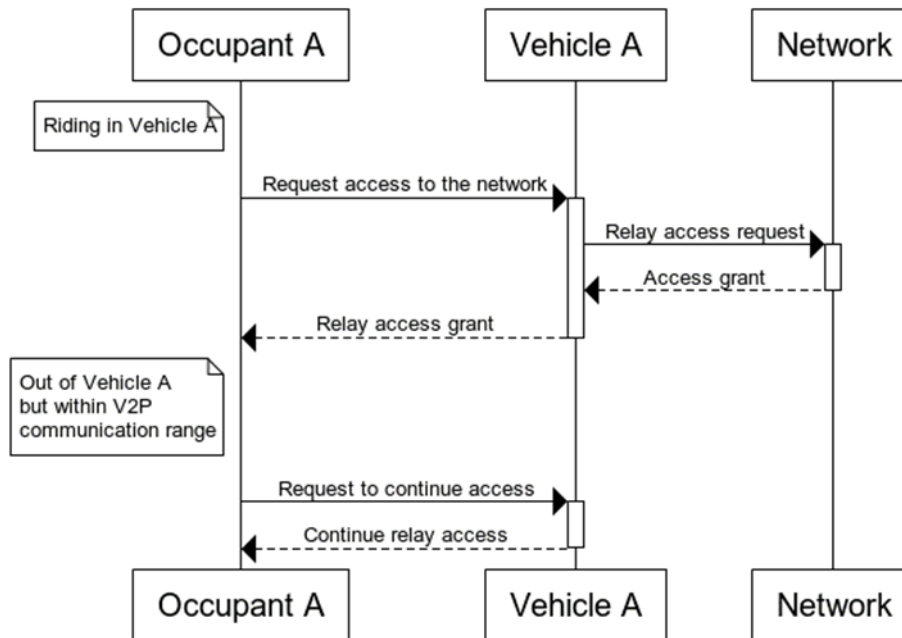 Occupant A
Vehicle A
Network
Riding in Vehicle A
Request access to the network
Relay access request
Access grant
Relay access grant
Out of Vehicle A
but within V2P
communication range
Request to continue access
Continue relay access
Occupant A
Vehicle A
Network